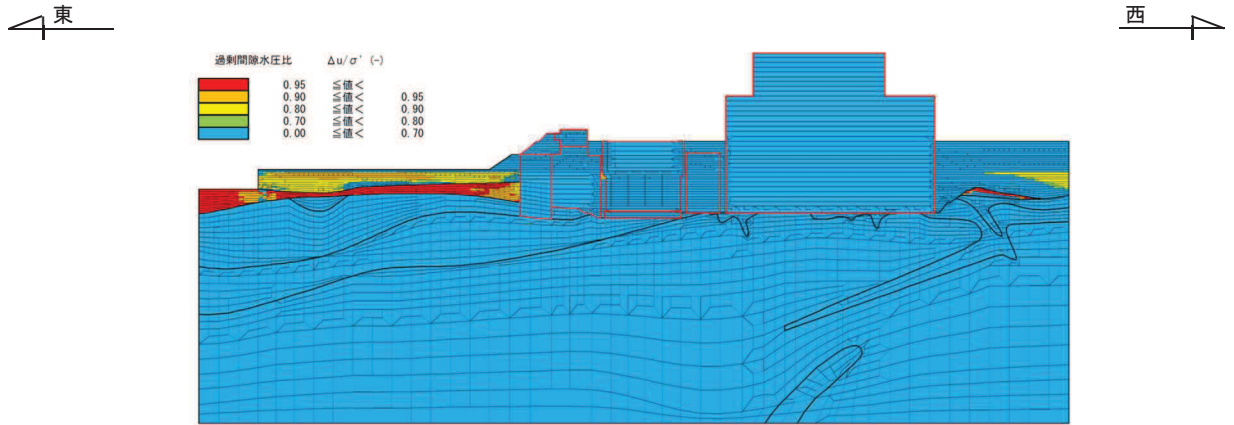 東
西
過剰間隙水圧比 Δu/σ' (-)
0.95 ≦値<
0.90 ≦値< 0.95
0.80 ≦値< 0.90
0.70 ≦値< 0.80
0.00 ≦値< 0.70